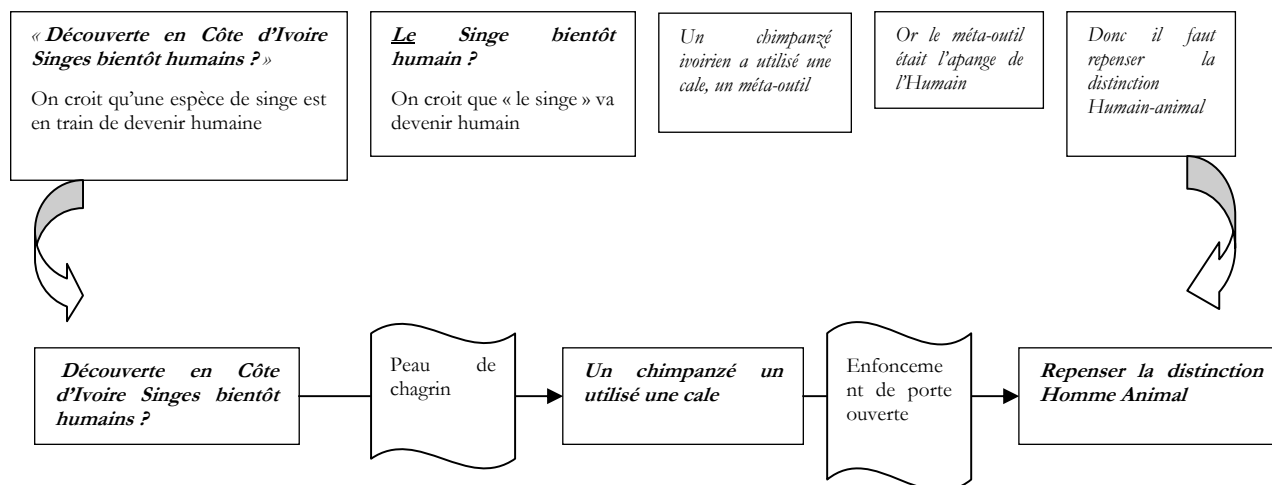 « Découverte en Côte d'Ivoire
Singes bientôt humains ? »
On croit qu'une espèce de singe est
en train de devenir humaine
Le Singe bientôt
humain ?
On croit que « le singe » va
devenir humain
Un chimpanzé
ivoirien a utilisé une
cale, un méta-outil
Or le méta-outil
était l'apange de
l'Humain
Donc il faut
repenser la
distinction
Humain-animal
Découverte en Côte
d'Ivoire Singes bientôt
humains ?
Peau de
chagrin
Un chimpanzé un
utilisé une cale
Enfonceme
nt de porte
ouverte
Repenser la distinction
Homme Animal